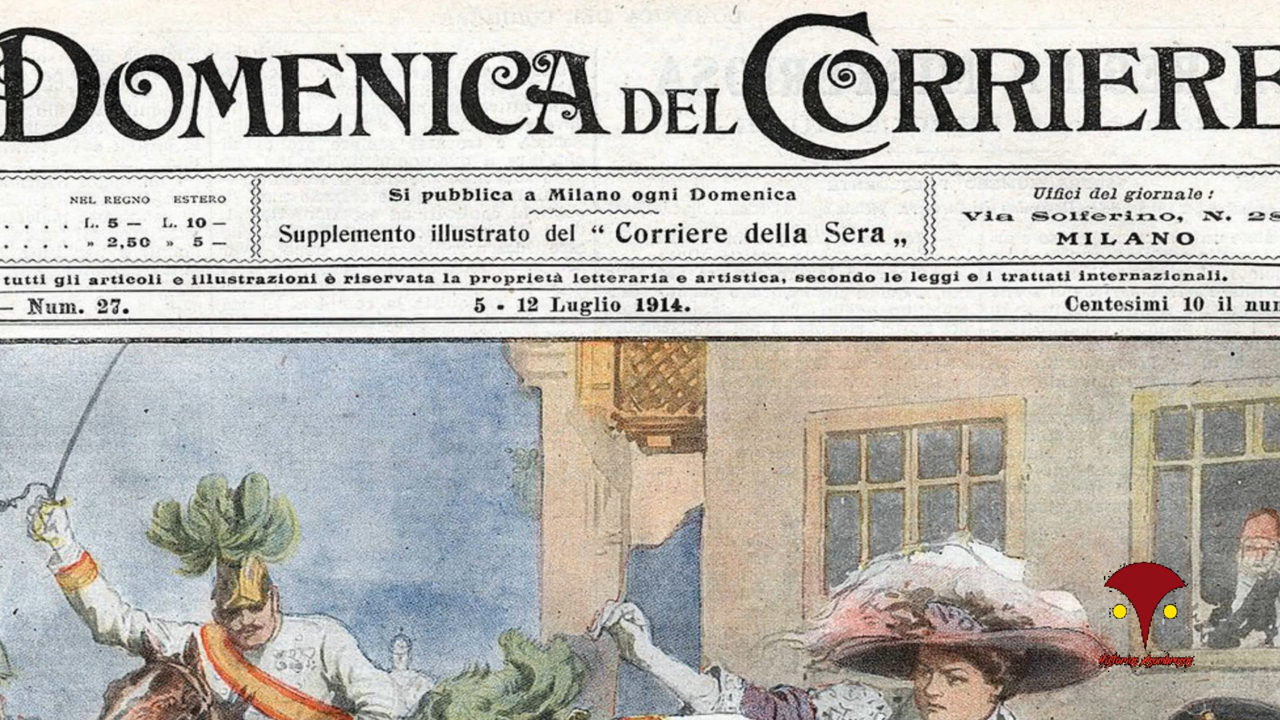 DOMENICA DEL CORRIERE
NEL REGNO ESTERO
. . . . L. 5 — L. 10 —
. . . . » 2,50 » 5 —
Si pubblica a Milano ogni Domenica
Supplemento illustrato del “ Corriere della Sera „
Uffici del giornale :
Via Solferino, N. 28
MILANO
tutti gli articoli e illustrazioni è riservata la proprietà letteraria e artistica, secondo le leggi e i trattati internazionali.
— Num. 27.
5 - 12 Luglio 1914.
Centesimi 10 il num